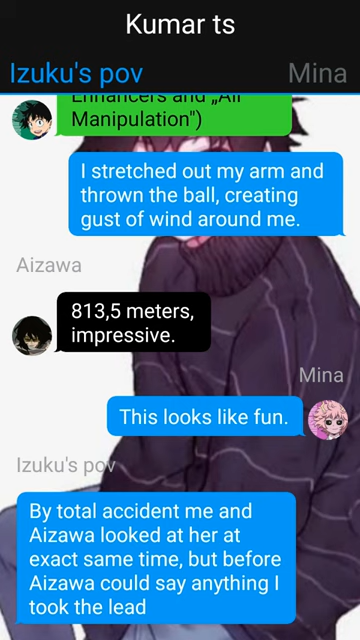 Kumar ts
Izuku's pov
Mina
Enhancers and „Air
Manipulation")
I stretched out my arm and
thrown the ball, creating
gust of wind around me.
Aizawa
813,5 meters,
impressive.
Mina
This looks like fun.
Izuku's pov
By total accident me and
Aizawa looked at her at
exact same time, but before
Aizawa could say anything I
took the lead